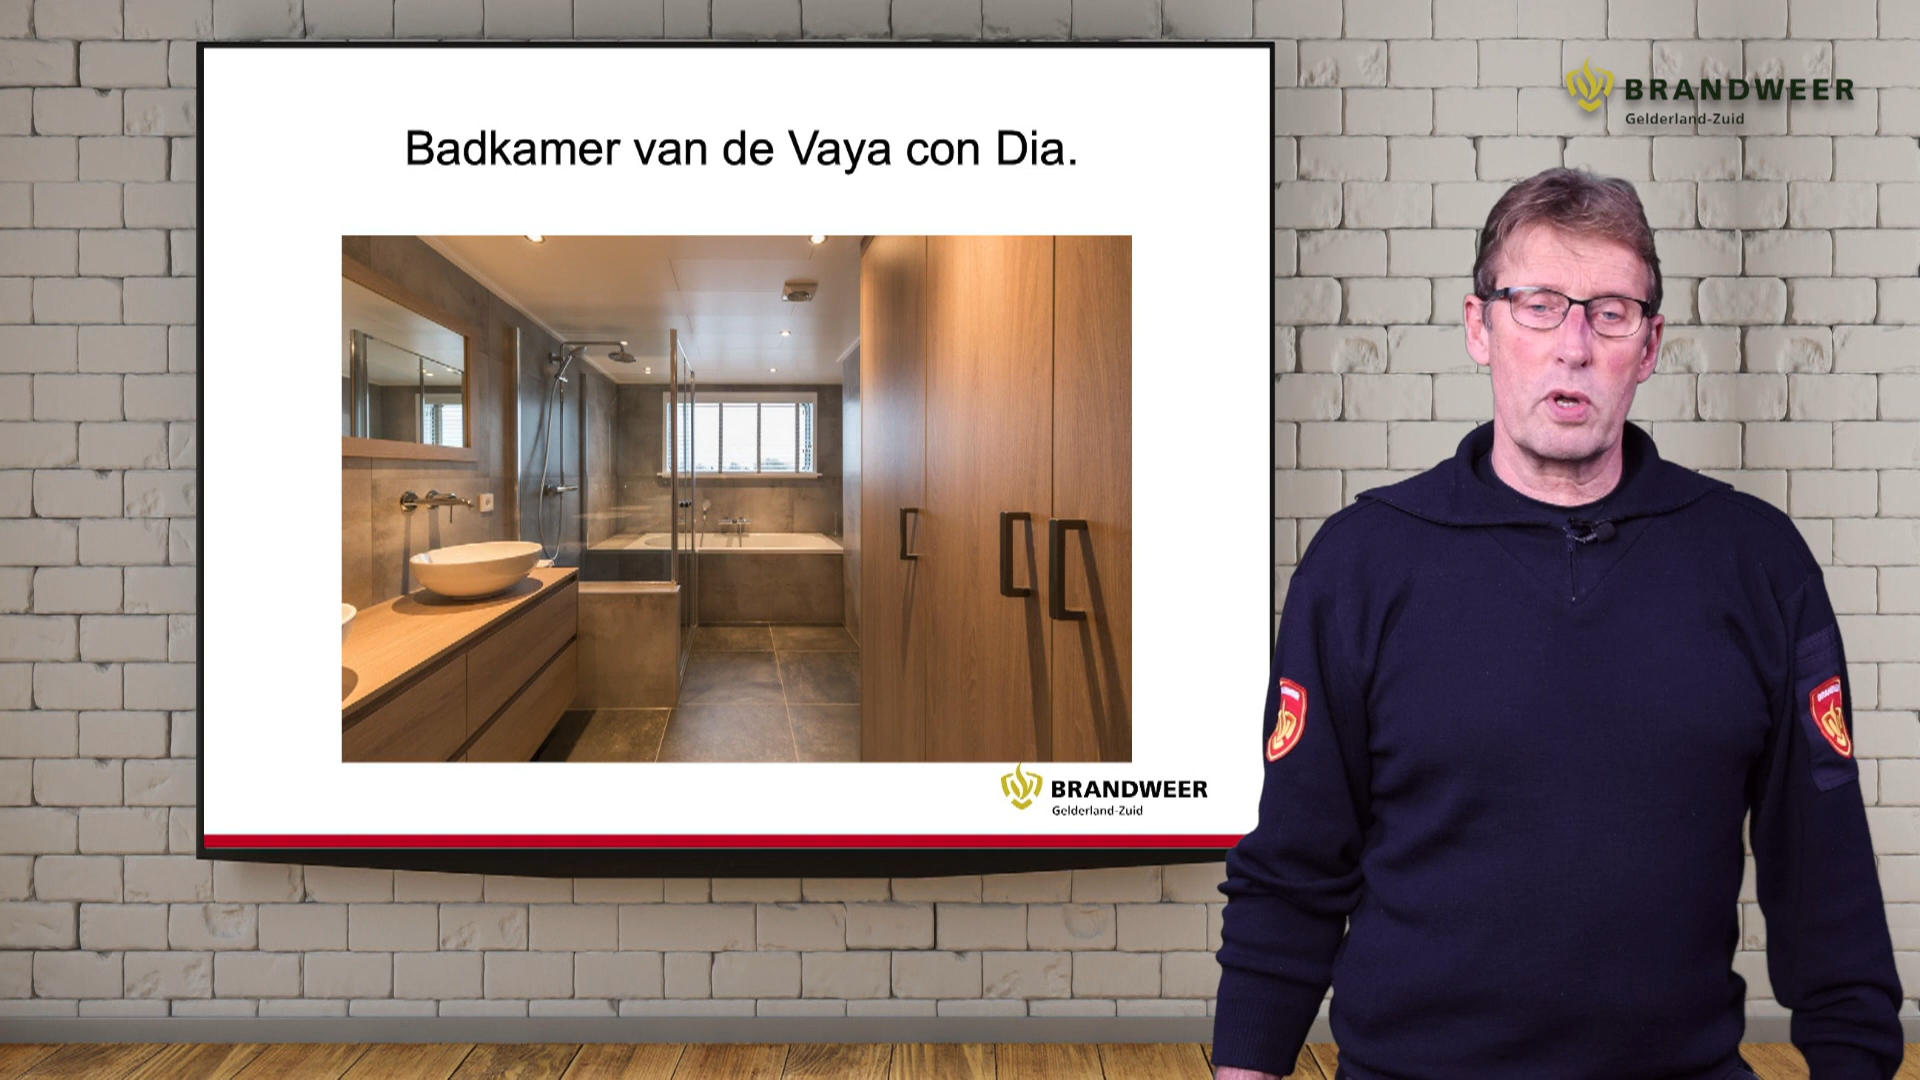 Badkamer van de Vaya con Dia.
BRANDWEER
Gelderland-Zuid
BRANDWEER
Gelderland-Zuid